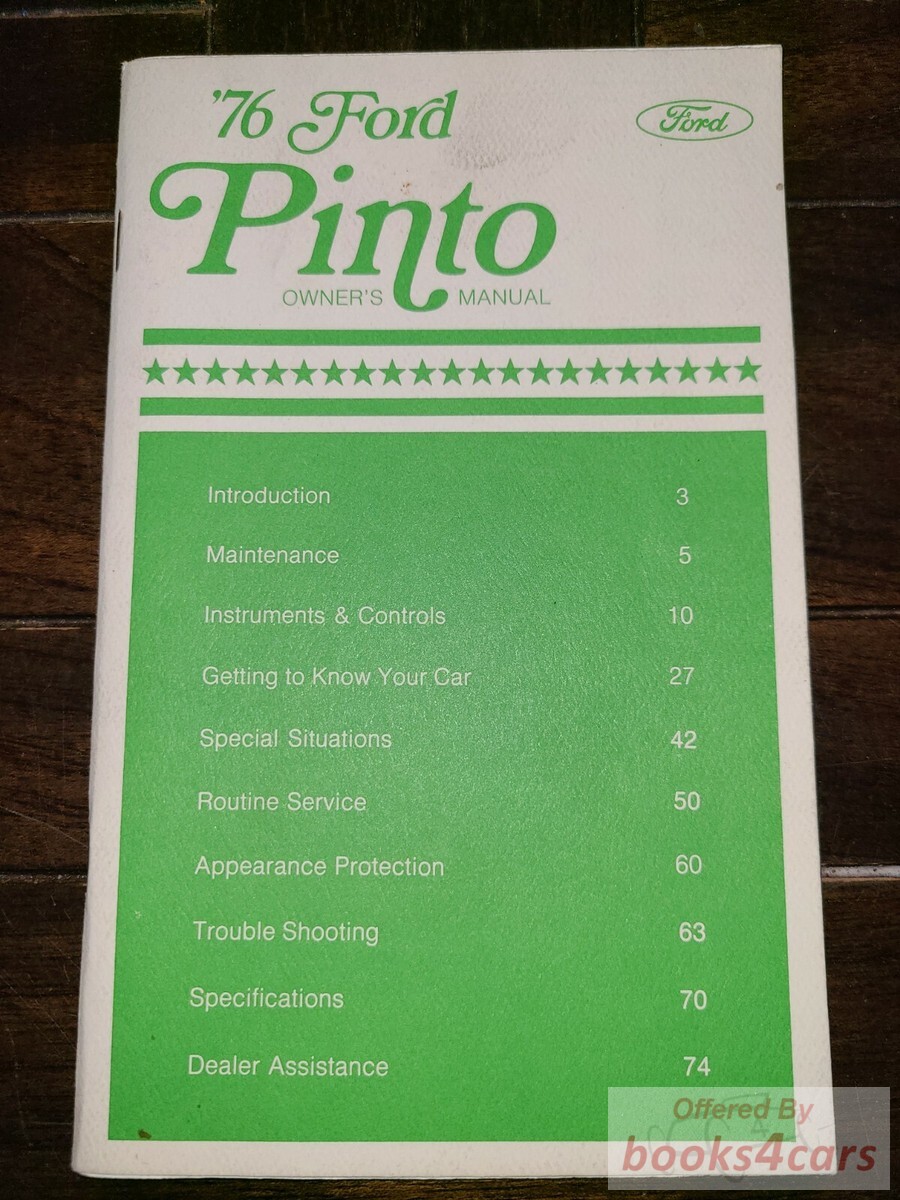 '76 Ford
Ford
Pinto
OWNER'S MANUAL
Introduction 3
Maintenance 5
Instruments & Controls 10
Getting to Know Your Car 27
Special Situations 42
Routine Service 50
Appearance Protection 60
Trouble Shooting 63
Specifications 70
Dealer Assistance 74
Offered By
books4cars